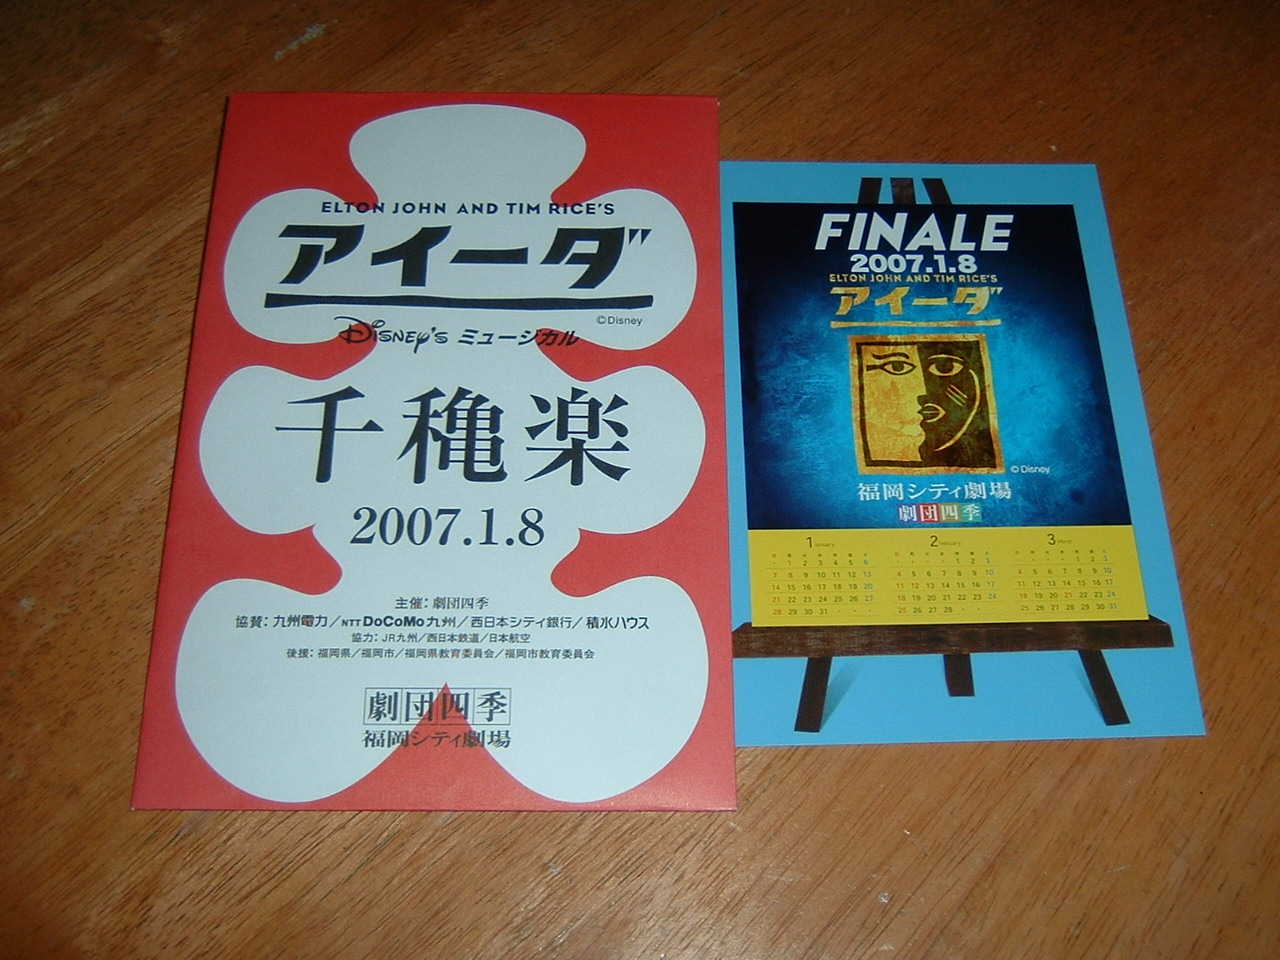 ELTON JOHN AND TIM RICE'S
アイーダ
©Disney
DISNEY'S ミュージカル
千穐楽
2007.1.8
主催：劇団四季
協賛：九州電力／NTT DoCoMo 九州／西日本シティ銀行／積水ハウス
協力：JR九州／西日本鉄道／日本航空
後援：福岡県／福岡市／福岡県教育委員会／福岡市教育委員会
劇団四季
福岡シティ劇場
FINALE
2007.1.8
ELTON JOHN AND TIM RICE'S
アイーダ
©Disney
福岡シティ劇場
劇団四季
1 January
2 February
3 March